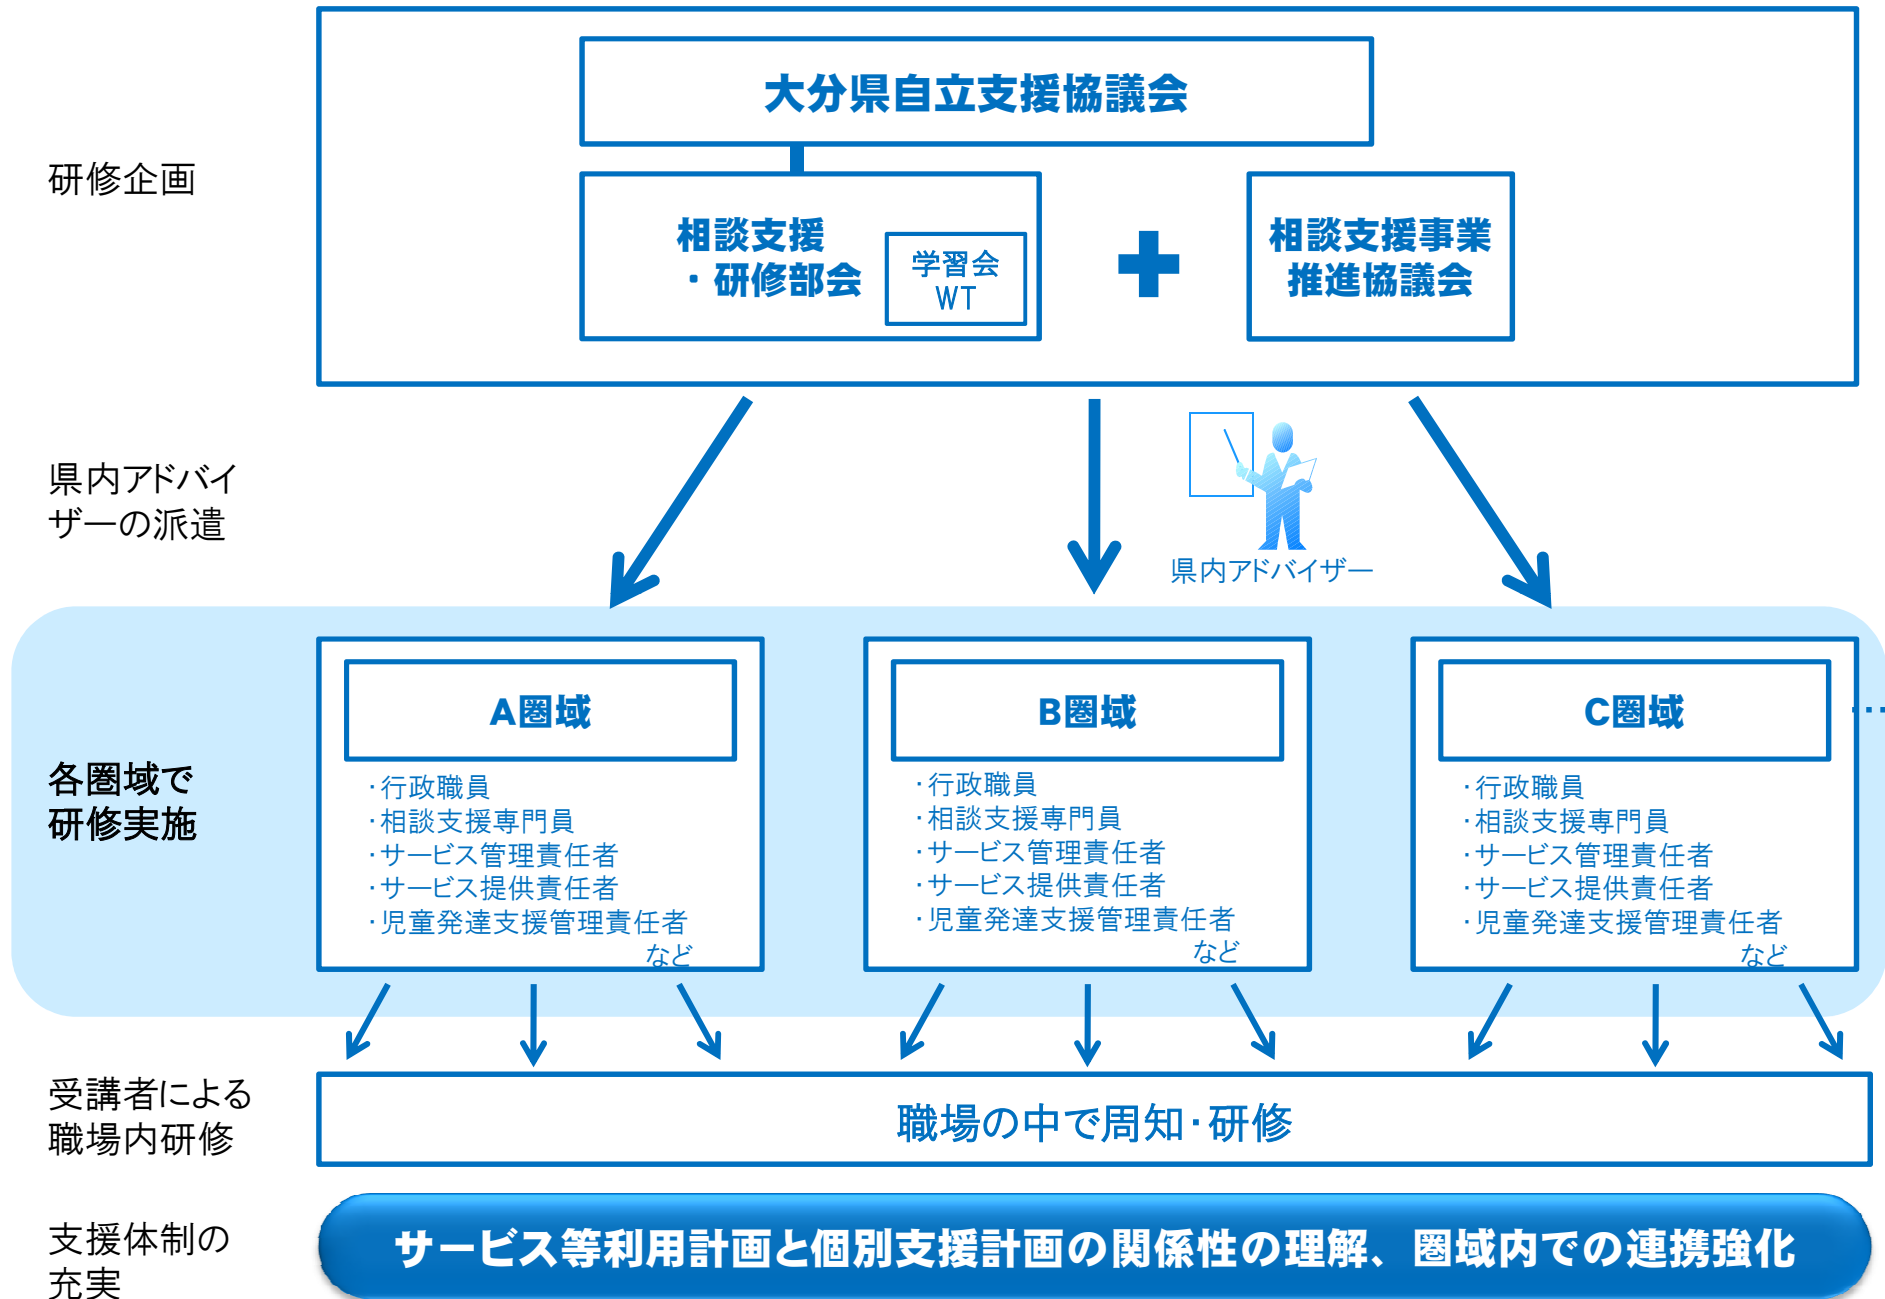 大分県自立支援協議会
研修企画
相談支援
・研修部会
学習会
WT
相談支援事業
推進協議会
県内アドバイ
ザーの派遣
県内アドバイザー
各圏域で
研修実施
A圏域
・行政職員
・相談支援専門員
・サービス管理責任者
・サービス提供責任者
・児童発達支援管理責任者
など
B圏域
・行政職員
・相談支援専門員
・サービス管理責任者
・サービス提供責任者
・児童発達支援管理責任者
など
C圏域
・行政職員
・相談支援専門員
・サービス管理責任者
・サービス提供責任者
・児童発達支援管理責任者
など
…
受講者による
職場内研修
職場の中で周知・研修
支援体制の
充実
サービス等利用計画と個別支援計画の関係性の理解、圏域内での連携強化